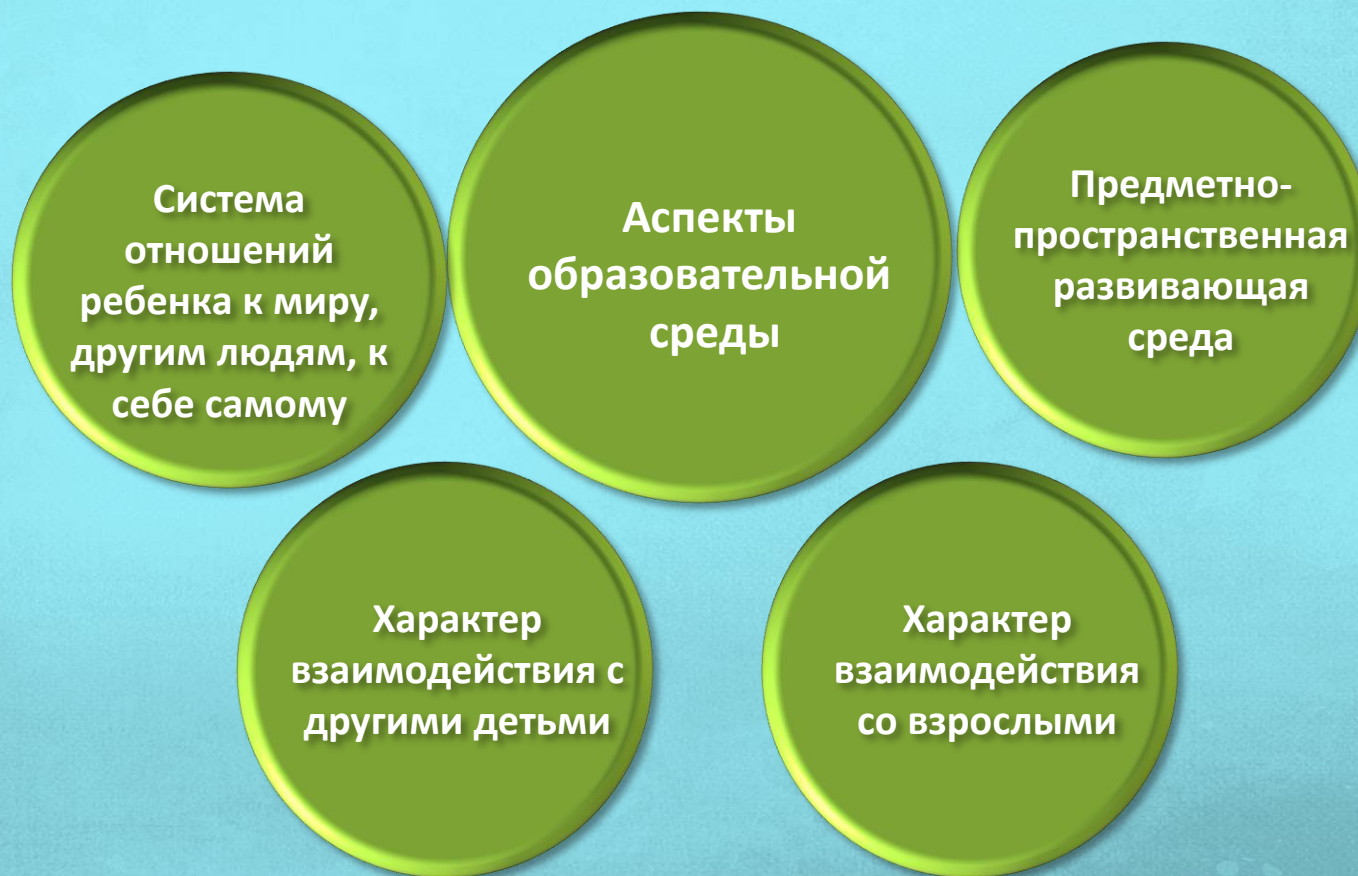 Система
отношений
ребенка к миру,
другим людям, к
себе самому
Аспекты
образовательной
среды
Предметно-
пространственная
развивающая
среда
Характер
взаимодействия с
другими детьми
Характер
взаимодействия
со взрослыми